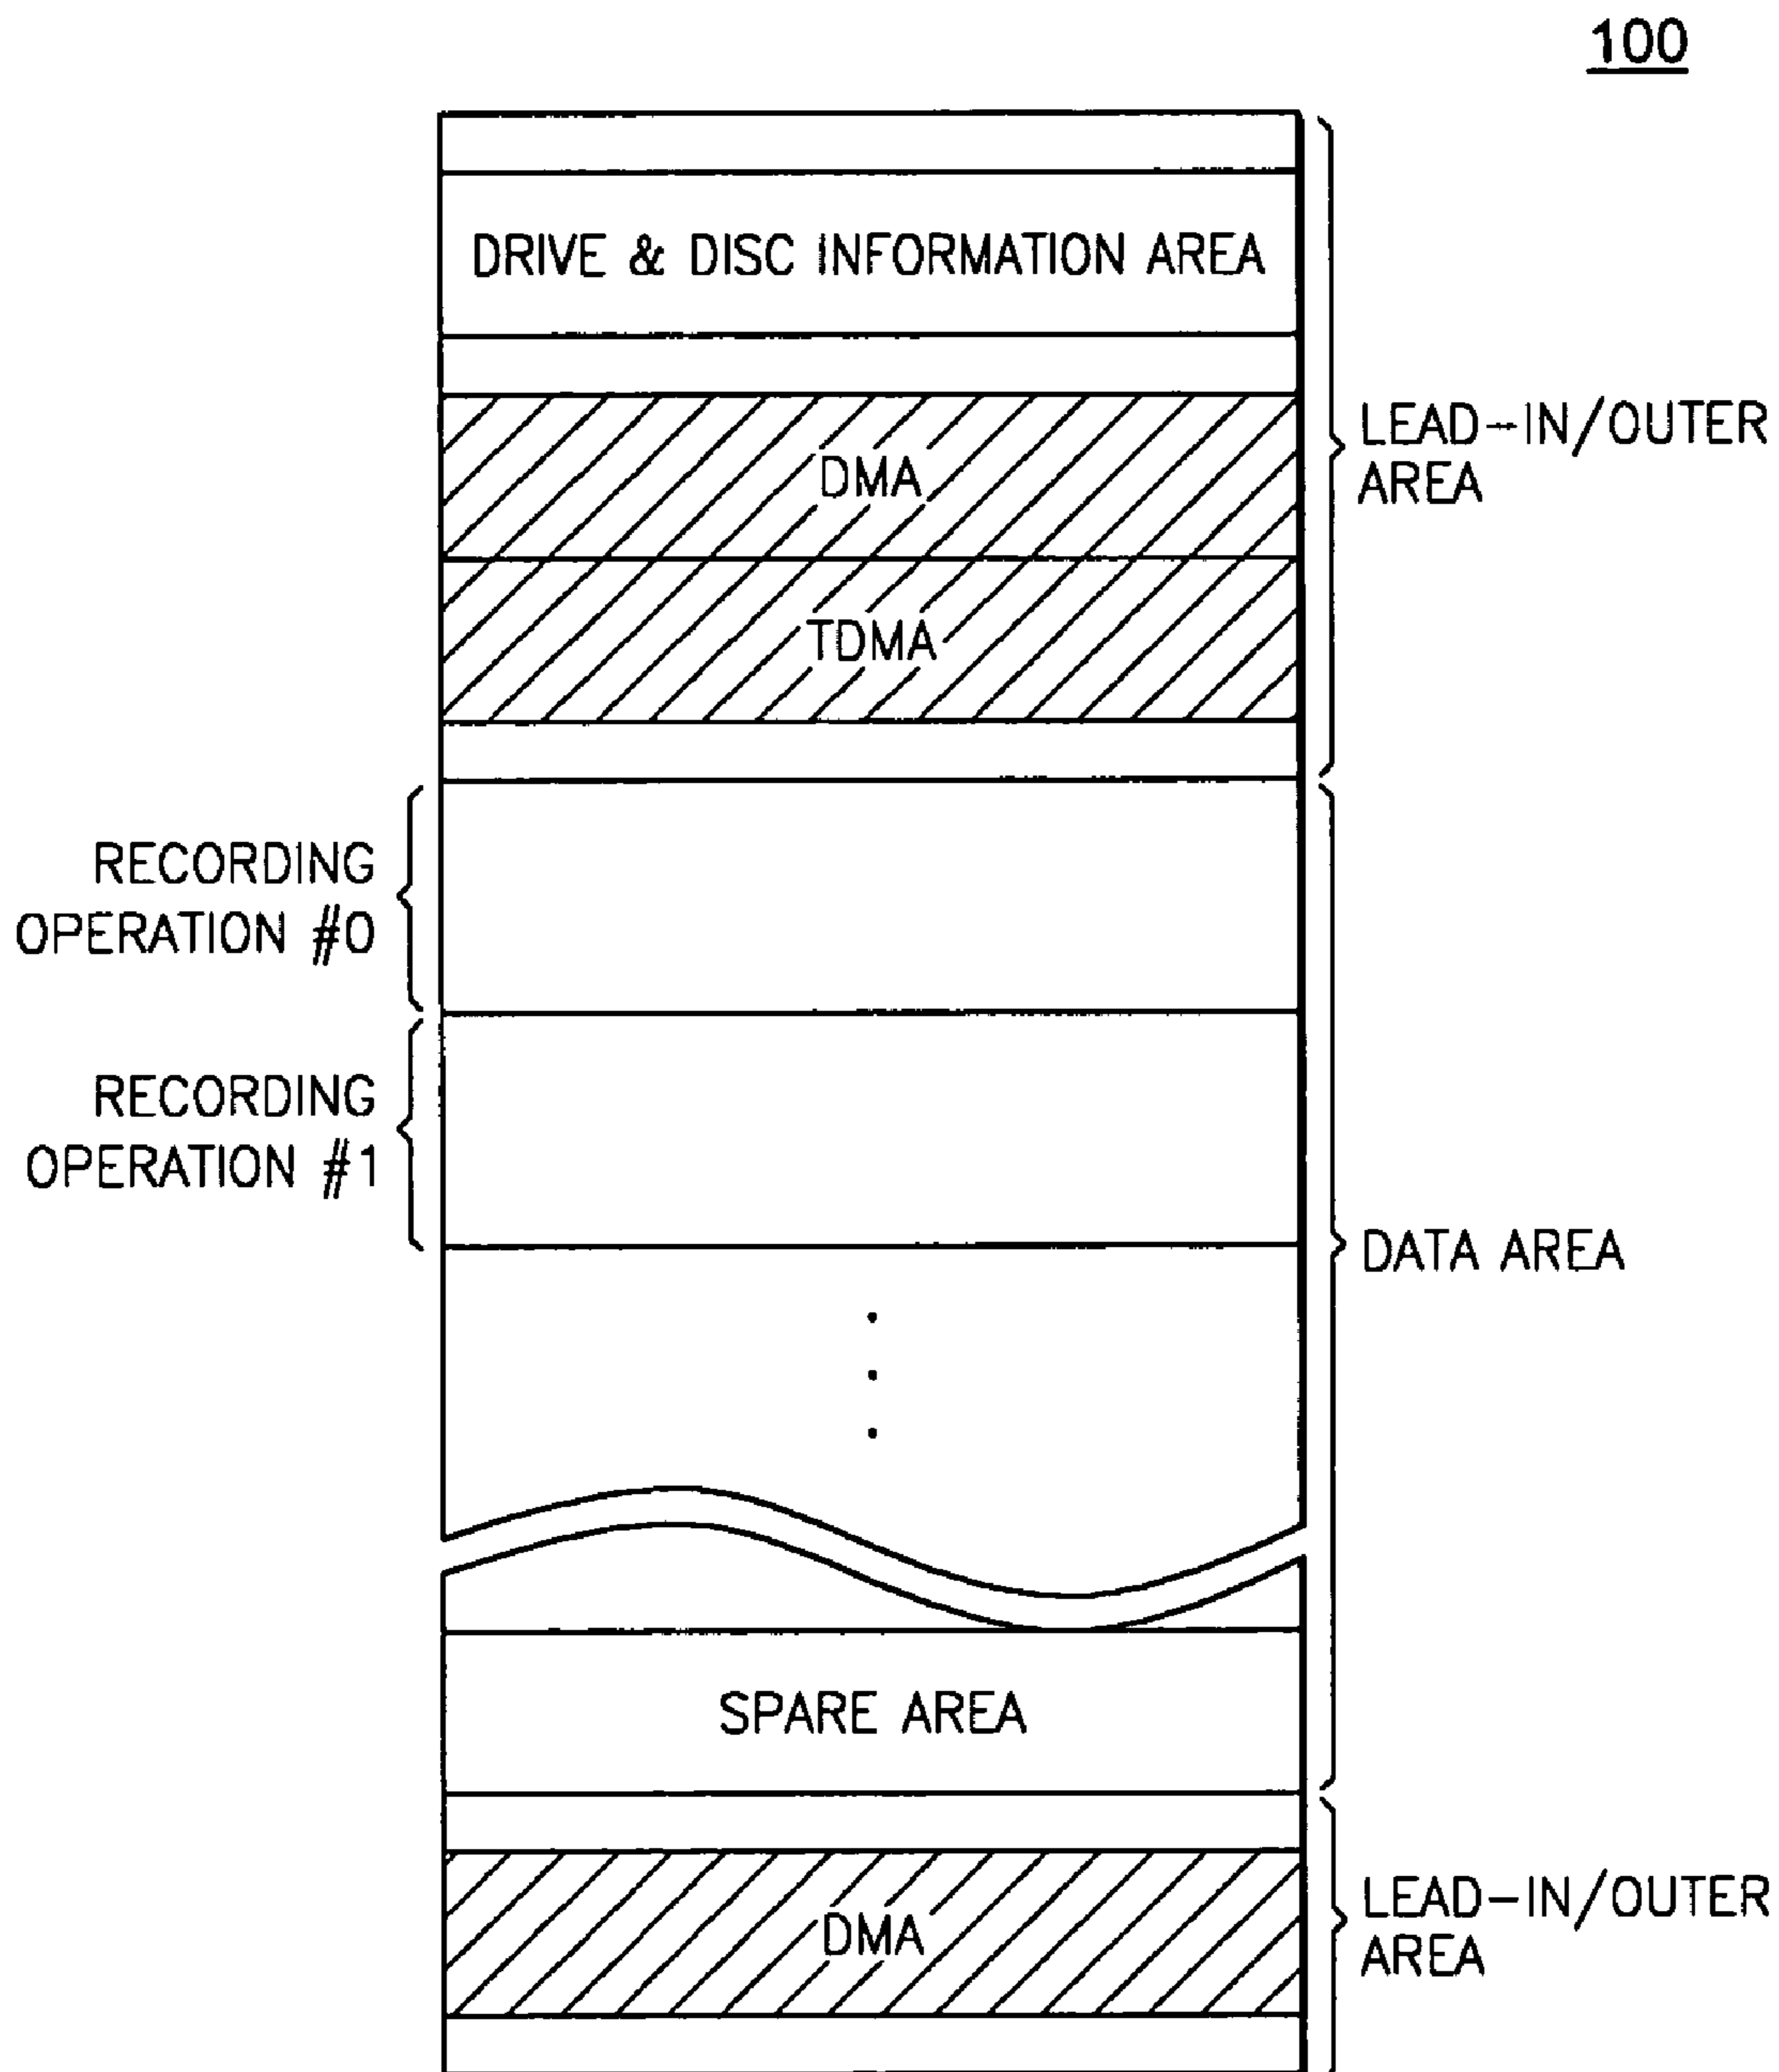 100
DRIVE & DISC INFORMATION AREA
DMA
TDMA
LEAD-IN/OUTER
AREA
RECORDING
OPERATION #0
RECORDING
OPERATION #1
DATA AREA
SPARE AREA
DMA
LEAD-IN/OUTER
AREA